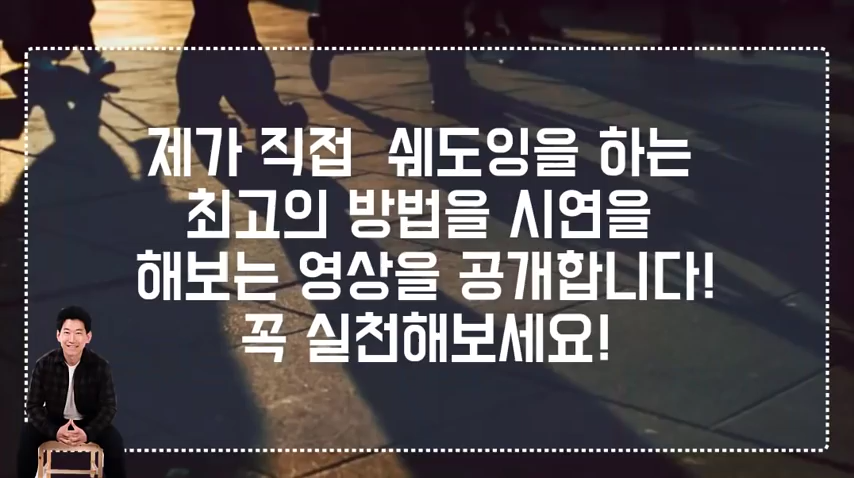 제가 직접 쉐도잉을 하는
최고의 방법을 시연을
해보는 영상을 공개합니다!
꼭 실천해보세요!